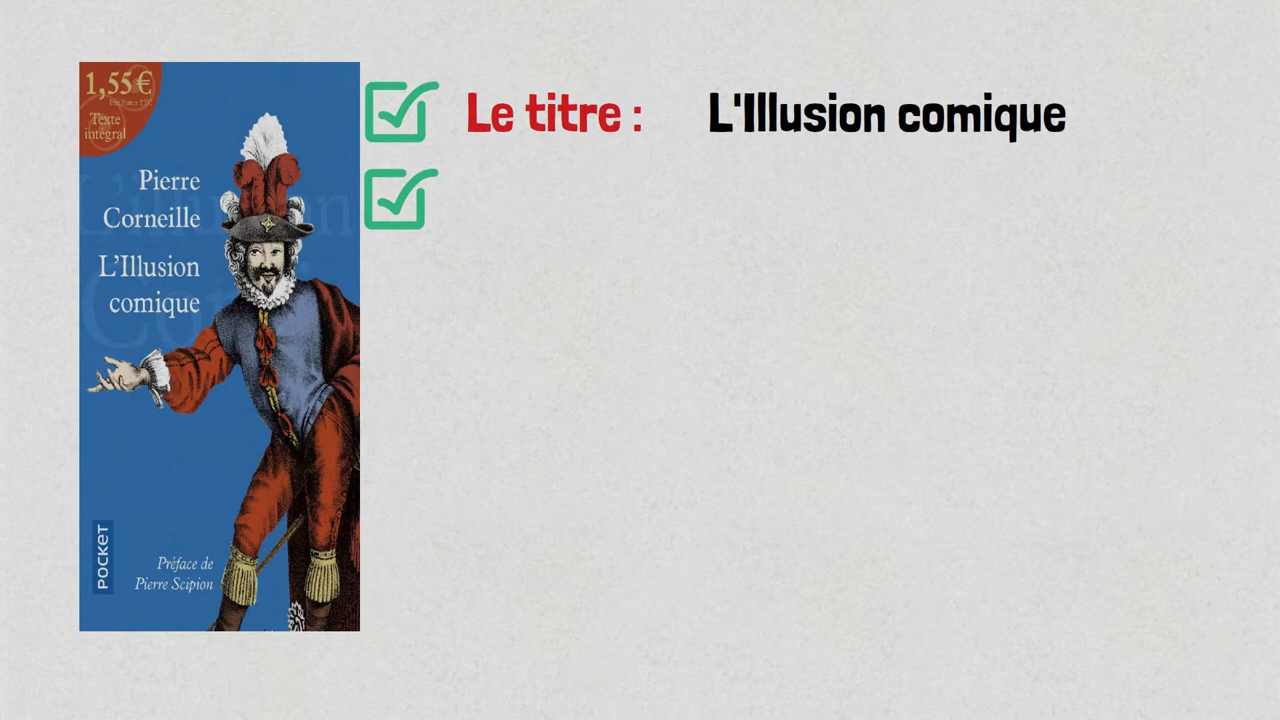 1,55 €
Texte
intégral
Pierre
Corneille
L'Illusion
comique
POCKET
Préface de
Pierre Scipion
Le titre : L'Illusion comique